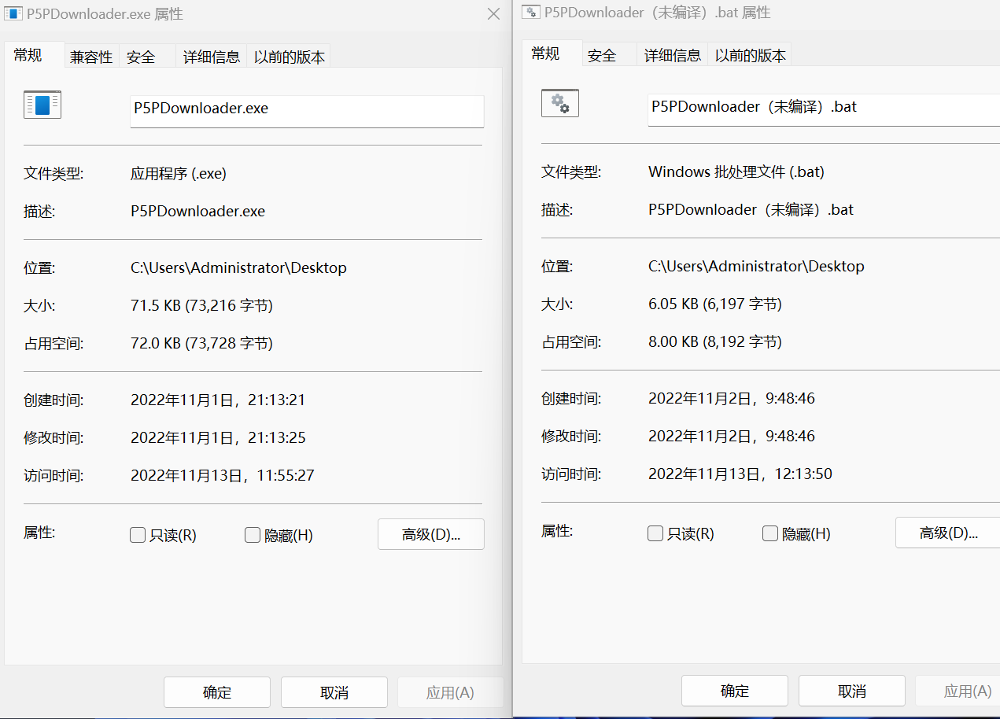 P5PDownloader.exe 属性
常规
兼容性
安全
详细信息
以前的版本
P5PDownloader.exe
文件类型: 应用程序 (.exe)
描述: P5PDownloader.exe
位置: C:\Users\Administrator\Desktop
大小: 71.5 KB (73,216 字节)
占用空间: 72.0 KB (73,728 字节)
创建时间: 2022年11月1日，21:13:21
修改时间: 2022年11月1日，21:13:25
访问时间: 2022年11月13日，11:55:27
属性: 只读(R) 隐藏(H) 高级(D)...
确定 取消 应用(A)
P5PDownloader（未编译）.bat 属性
常规
安全
详细信息
以前的版本
P5PDownloader（未编译）.bat
文件类型: Windows 批处理文件 (.bat)
描述: P5PDownloader（未编译）.bat
位置: C:\Users\Administrator\Desktop
大小: 6.05 KB (6,197 字节)
占用空间: 8.00 KB (8,192 字节)
创建时间: 2022年11月2日，9:48:46
修改时间: 2022年11月2日，9:48:46
访问时间: 2022年11月13日，12:13:50
属性: 只读(R) 隐藏(H) 高级(D)...
确定 取消 应用(A)